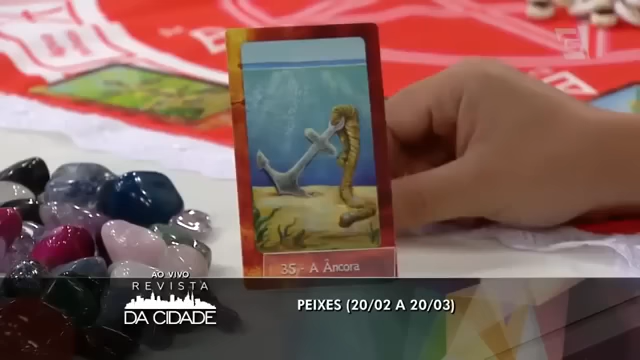 35 - A Âncora
AO VIVO
REVISTA
DA CIDADE
PEIXES (20/02 A 20/03)